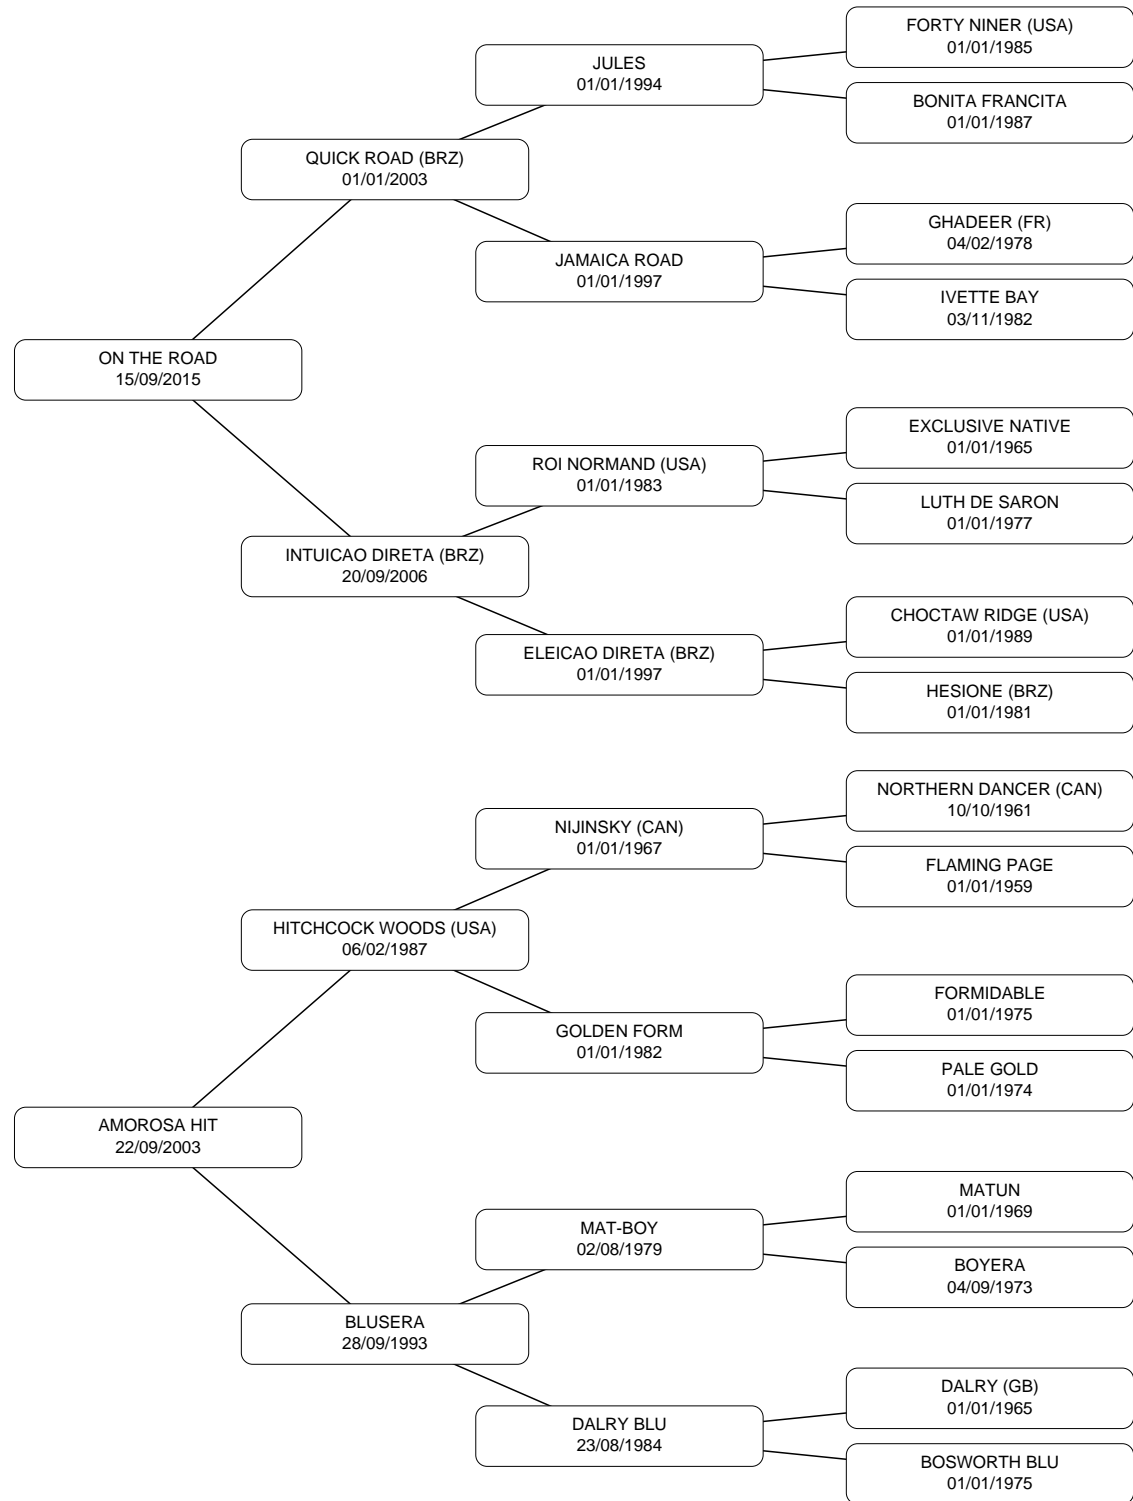 FORTY NINER (USA)
01/01/1985
JULES
01/01/1994
BONITA FRANCITA
01/01/1987
QUICK ROAD (BRZ)
01/01/2003
GHADEER (FR)
04/02/1978
JAMAICA ROAD
01/01/1997
IVETTE BAY
03/11/1982
ON THE ROAD
15/09/2015
EXCLUSIVE NATIVE
01/01/1965
ROI NORMAND (USA)
01/01/1983
LUTH DE SARON
01/01/1977
INTUICAO DIRETA (BRZ)
20/09/2006
CHOCTAW RIDGE (USA)
01/01/1989
ELEICAO DIRETA (BRZ)
01/01/1997
HESIONE (BRZ)
01/01/1981
NORTHERN DANCER (CAN)
10/10/1961
NIJINSKY (CAN)
01/01/1967
FLAMING PAGE
01/01/1959
HITCHCOCK WOODS (USA)
06/02/1987
FORMIDABLE
01/01/1975
GOLDEN FORM
01/01/1982
PALE GOLD
01/01/1974
AMOROSA HIT
22/09/2003
MATUN
01/01/1969
MAT-BOY
02/08/1979
BOYERA
04/09/1973
BLUSERA
28/09/1993
DALRY (GB)
01/01/1965
DALRY BLU
23/08/1984
BOSWORTH BLU
01/01/1975